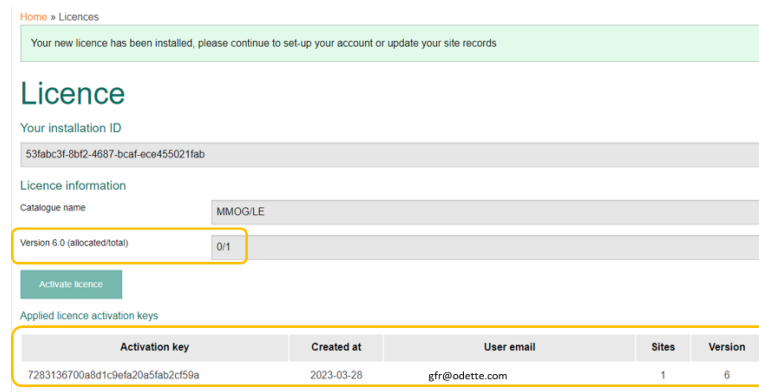 Home » Licences
Your new licence has been installed, please continue to set-up your account or update your site records
Licence
Your installation ID
53fabc3f-8bf2-4687-bcaf-ece455021fab
Licence information
Catalogue name MMOG/LE
Version 6.0 (allocated/total) 0/1
Activate licence
Applied licence activation keys
Activation key Created at User email Sites Version
7283136700a8d1c9efa20a5fab2cf59a 2023-03-28 gfr@odette.com 1 6